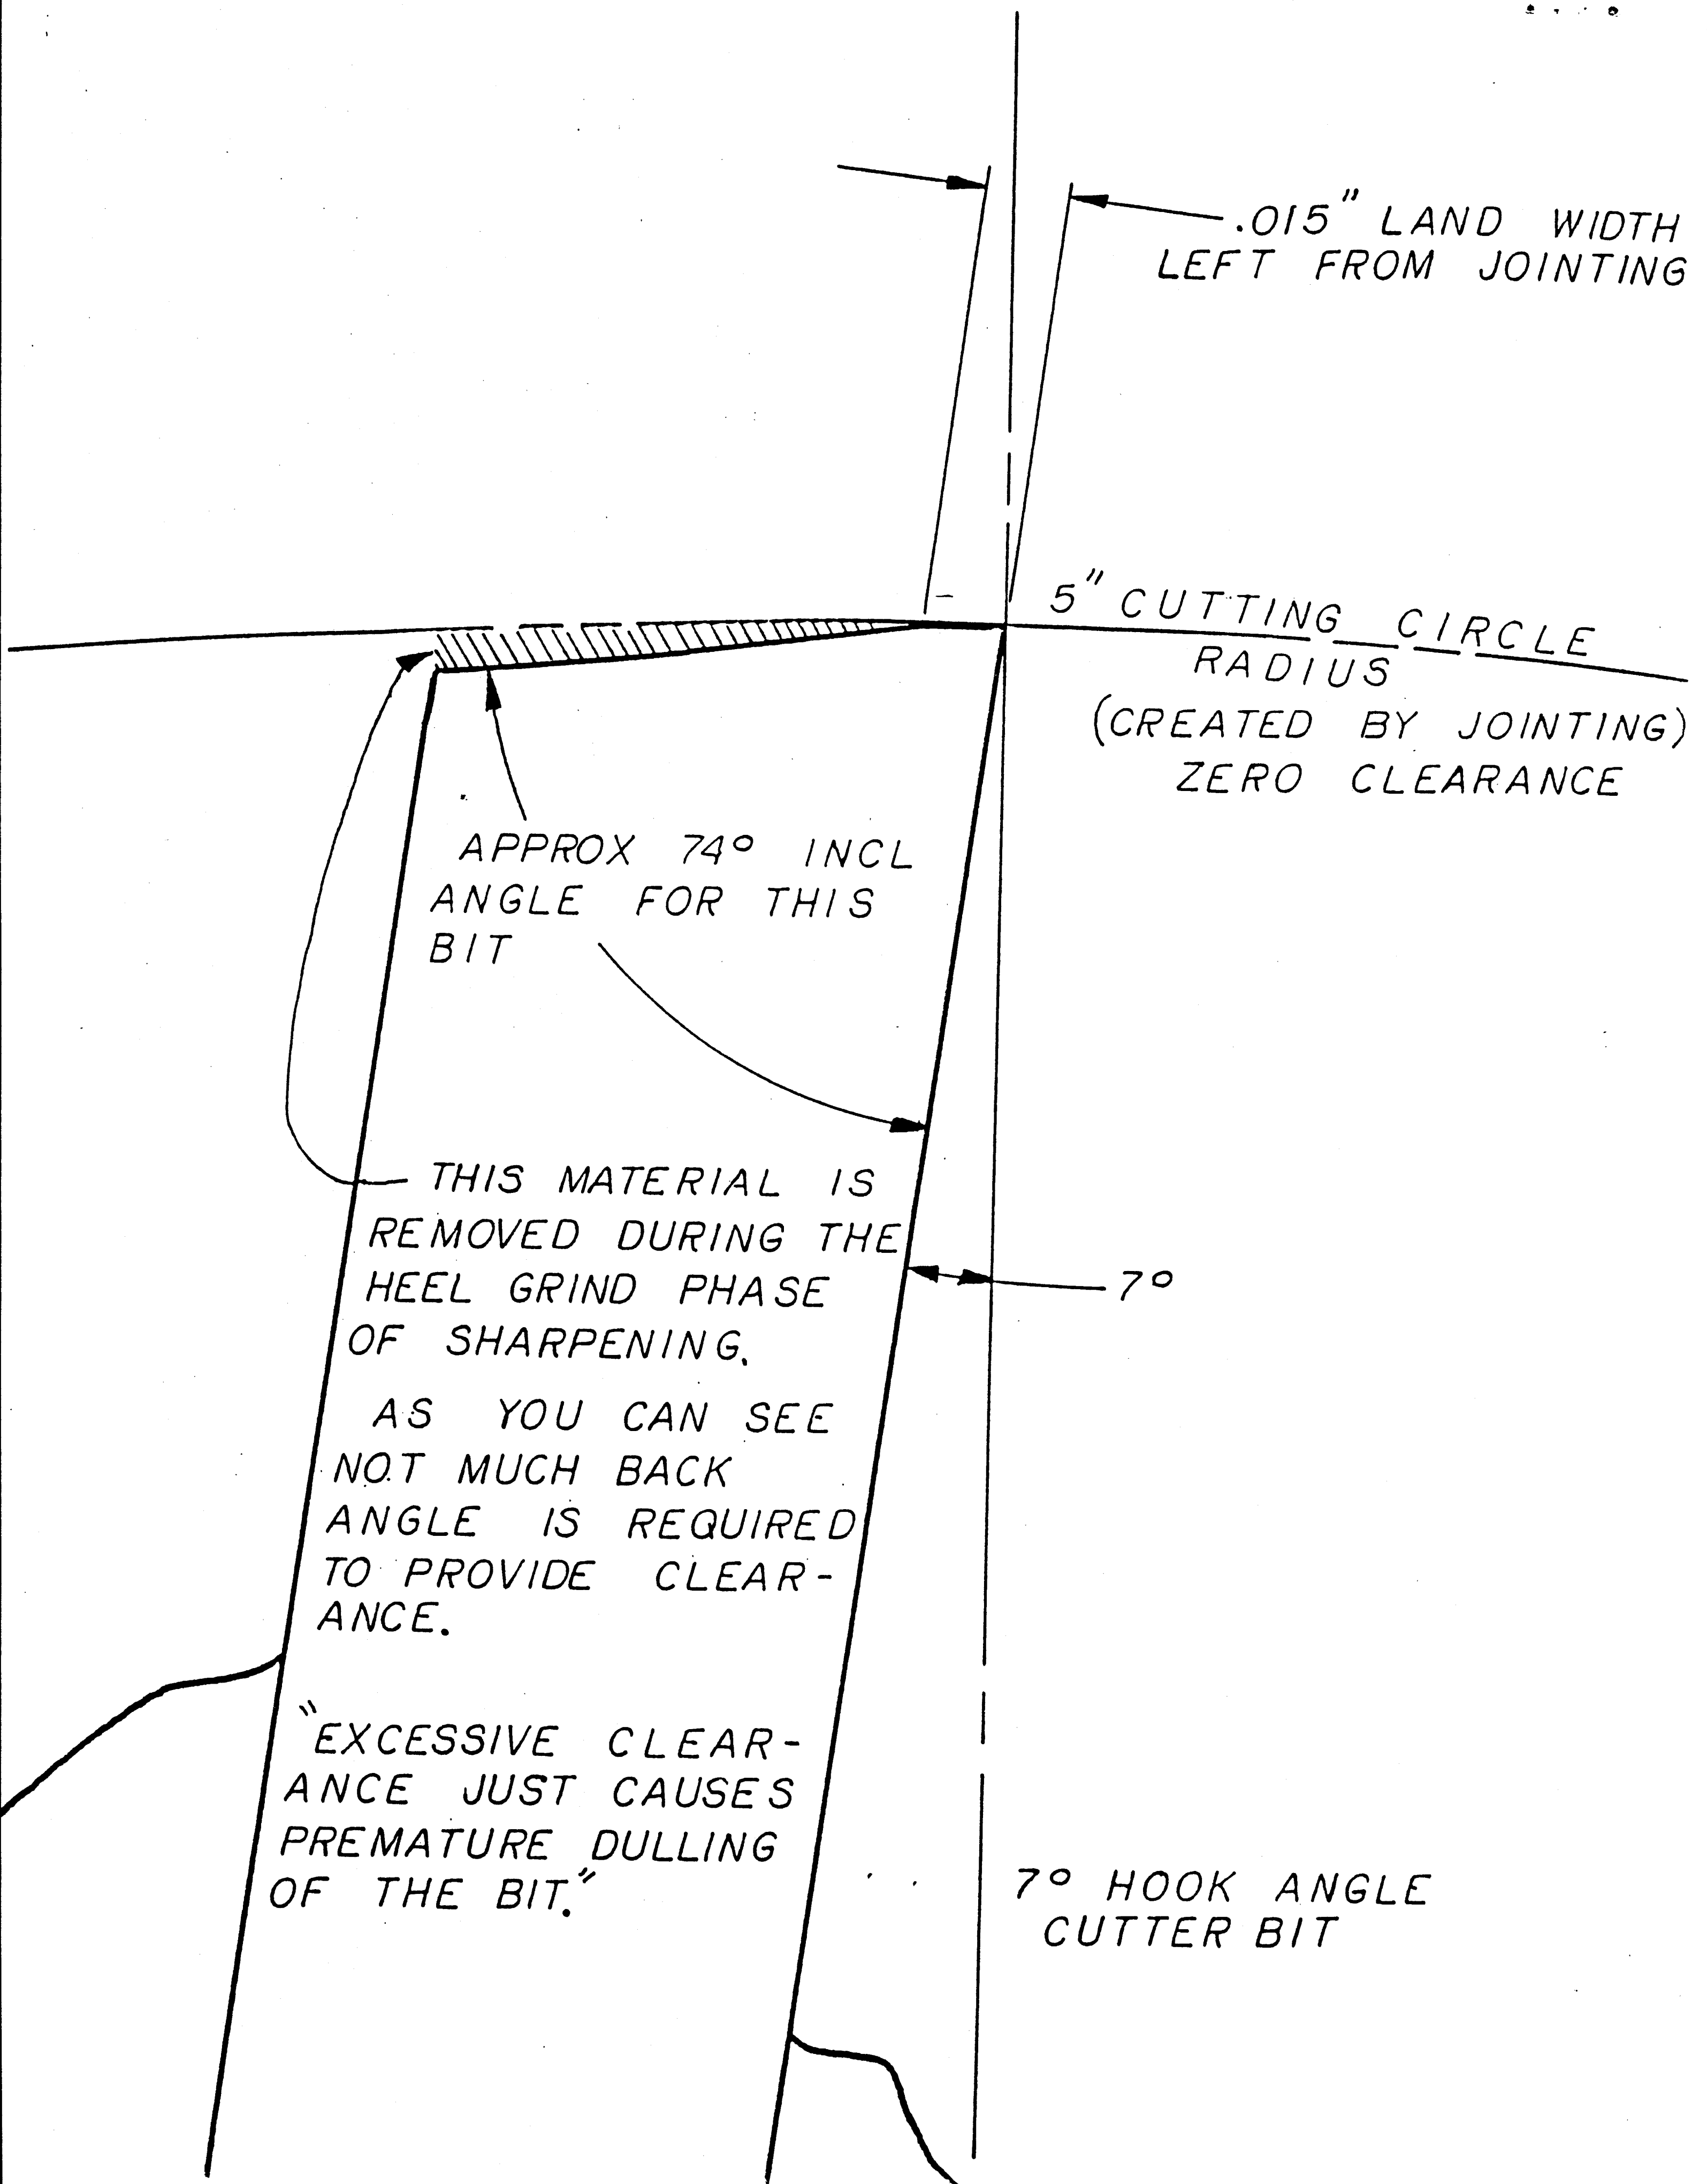 .015" LAND WIDTH
LEFT FROM JOINTING
5" CUTTING CIRCLE
RADIUS
(CREATED BY JOINTING)
ZERO CLEARANCE
APPROX 74° INCL
ANGLE FOR THIS
BIT
THIS MATERIAL IS
REMOVED DURING THE
HEEL GRIND PHASE
OF SHARPENING.
7°
AS YOU CAN SEE
NOT MUCH BACK
ANGLE IS REQUIRED
TO PROVIDE CLEAR-
ANCE.
"EXCESSIVE CLEAR-
ANCE JUST CAUSES
PREMATURE DULLING
OF THE BIT."
7° HOOK ANGLE
CUTTER BIT